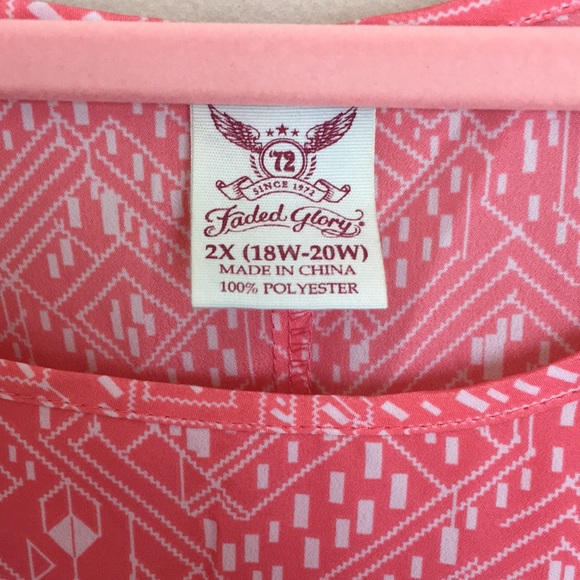 '72
SINCE 1972
Faded Glory®
2X (18W-20W)
MADE IN CHINA
100% POLYESTER